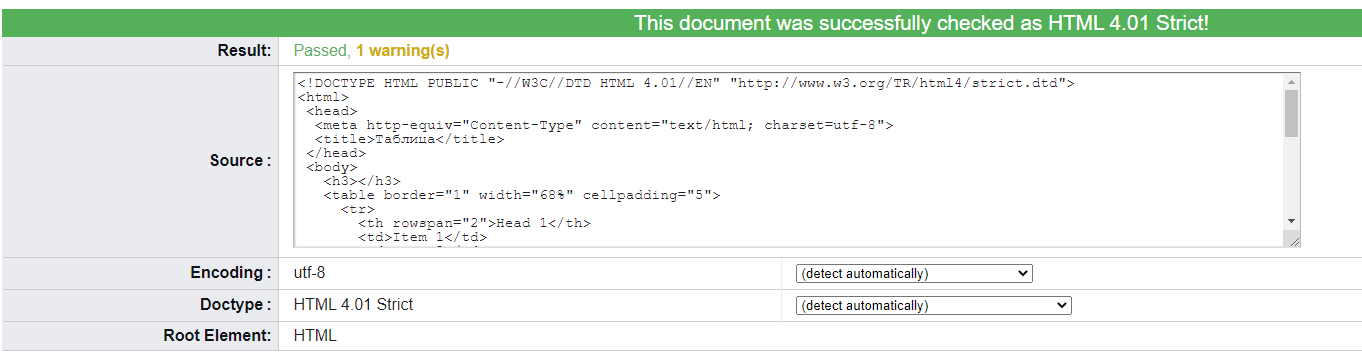 This document was successfully checked as HTML 4.01 Strict!
Result: Passed, 1 warning(s)
Source :
<!DOCTYPE HTML PUBLIC "-//W3C//DTD HTML 4.01//EN" "http://www.w3.org/TR/html4/strict.dtd">
<html>
<head>
<meta http-equiv="Content-Type" content="text/html; charset=utf-8">
<title>Таблица</title>
</head>
<body>
<h3></h3>
<table border="1" width="68%" cellpadding="5">
<tr>
<th rowspan="2">Head 1</th>
<td>Item 1</td>
Encoding : utf-8 (detect automatically)
Doctype : HTML 4.01 Strict (detect automatically)
Root Element: HTML